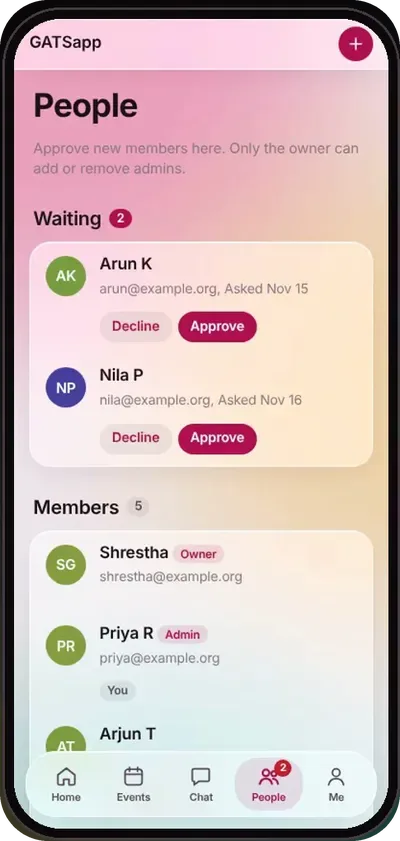 GATSapp
People
Approve new members here. Only the owner can
add or remove admins.
Waiting 2
AK
Arun K
arun@example.org, Asked Nov 15
Decline Approve
NP
Nila P
nila@example.org, Asked Nov 16
Decline Approve
Members 5
SG
Shrestha Owner
shrestha@example.org
PR
Priya R Admin
priya@example.org
You
AT
Arjun T
2
Home Events Chat People Me